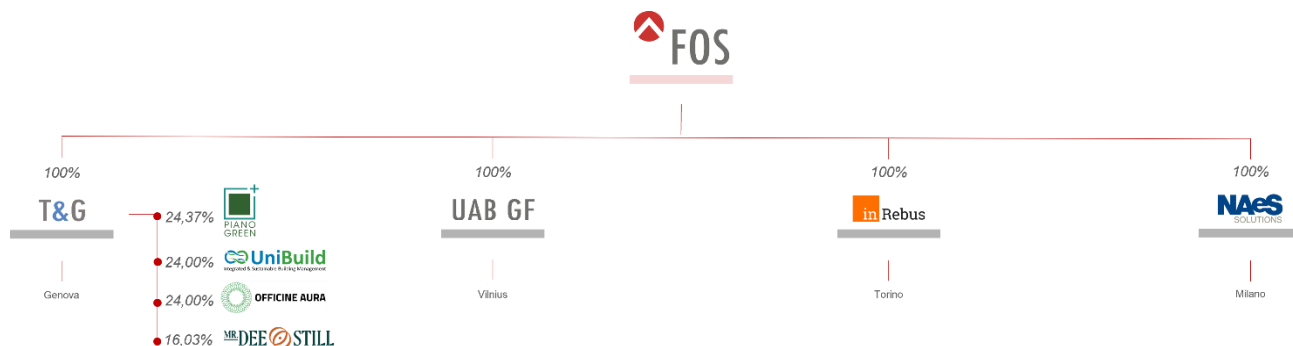 FOS
100%
100%
100%
100%
T&G
UAB GF
in Rebus
NAeS
SOLUTIONS
24,37%
PIANO
GREEN
24,00%
UniBuild
Integrated & Sustainable Building Management
24,00%
OFFICINE AURA
16,03%
MR. DEE STILL
Genova
Vilnius
Torino
Milano